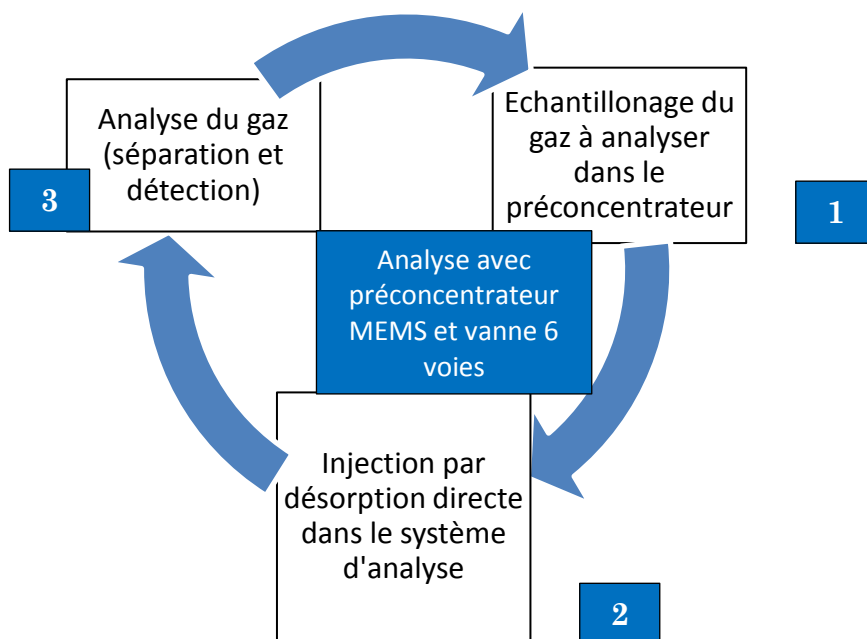 Analyse du gaz
(séparation et
détection)
3
Echantillonage du
gaz à analyser
dans le
préconcentrateur
1
Analyse avec
préconcentrateur
MEMS et vanne 6
voies
Injection par
désorption directe
dans le système
d'analyse
2